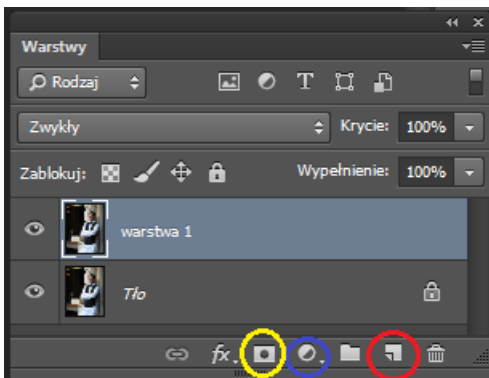 Warstwy
Rodzaj T
Zwykły Krycie: 100%
Zablokuj: Wypełnienie: 100%
warstwa 1
Tło
fx